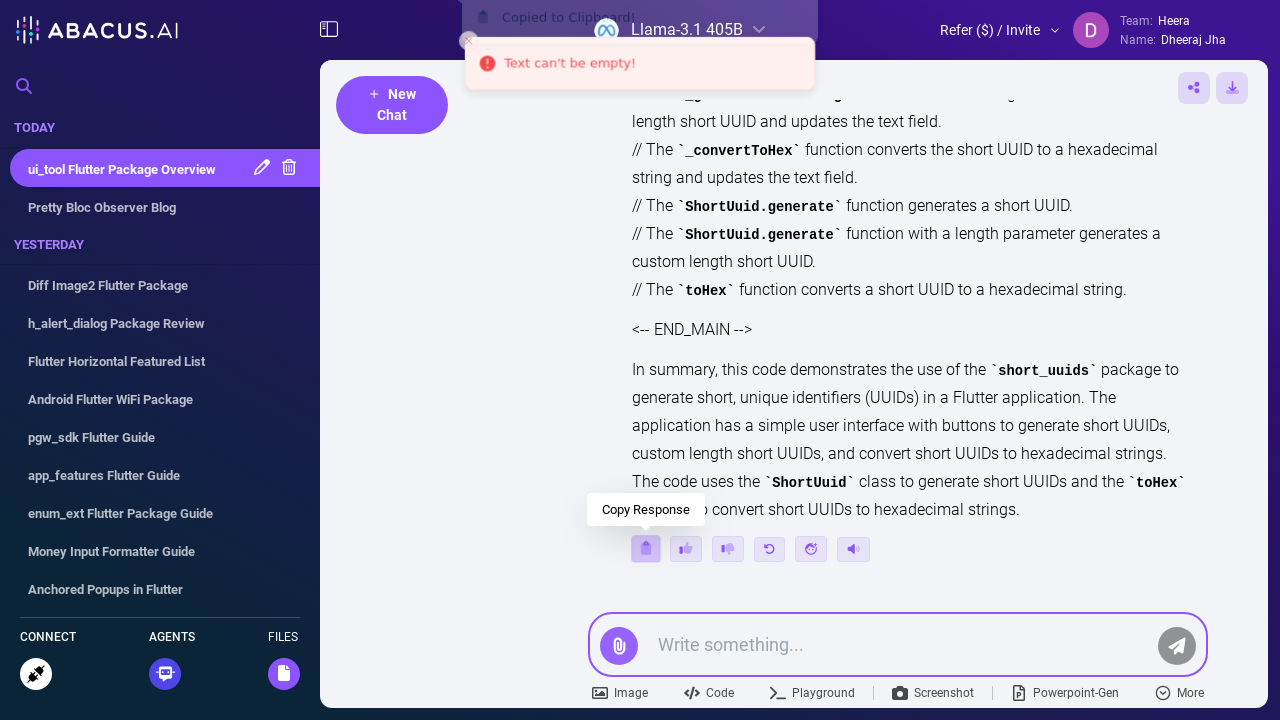 ABACUS.AI
Copied to Clipboard!
Llama-3.1 405B
Text can't be empty!
Refer ($) / Invite
D
Team: Heera
Name: Dheeraj Jha
TODAY
ui_tool Flutter Package Overview
Pretty Bloc Observer Blog
YESTERDAY
Diff Image2 Flutter Package
h_alert_dialog Package Review
Flutter Horizontal Featured List
Android Flutter WiFi Package
pgw_sdk Flutter Guide
app_features Flutter Guide
enum_ext Flutter Package Guide
Money Input Formatter Guide
Anchored Popups in Flutter
CONNECT
AGENTS
FILES
+ New
Chat
length short UUID and updates the text field.
// The `_convertToHex` function converts the short UUID to a hexadecimal
string and updates the text field.
// The `ShortUuid.generate` function generates a short UUID.
// The `ShortUuid.generate` function with a length parameter generates a
custom length short UUID.
// The `toHex` function converts a short UUID to a hexadecimal string.
<-- END_MAIN -->
In summary, this code demonstrates the use of the `short_uuids` package to
generate short, unique identifiers (UUIDs) in a Flutter application. The
application has a simple user interface with buttons to generate short UUIDs,
custom length short UUIDs, and convert short UUIDs to hexadecimal strings.
The code uses the `ShortUuid` class to generate short UUIDs and the `toHex`
convert short UUIDs to hexadecimal strings.
Copy Response
Write something...
Image
Code
Playground
Screenshot
Powerpoint-Gen
More